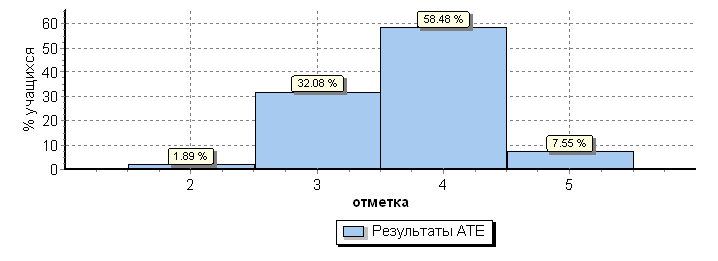 % учащихся
60
50
40
30
20
10
0
1.89 %
32.08 %
58.48 %
7.55 %
2 3 4 5
отметка
Результаты АТЕ